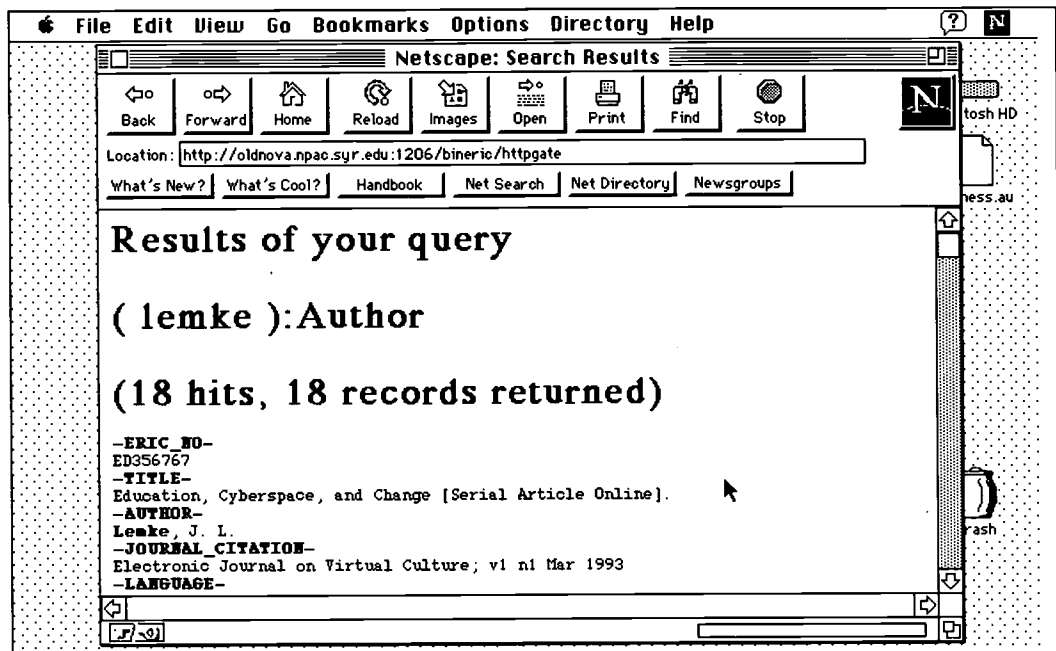 File Edit View Go Bookmarks Options Directory Help ? N
Netscape: Search Results
Back Forward Home Reload Images Open Print Find Stop N
tosh HD
Location: http://oldnova.npac.syr.edu:1206/bineric/httpgate
What's New? What's Cool? Handbook Net Search Net Directory Newsgroups
ness.au
Results of your query
( lemke ):Author
(18 hits, 18 records returned)
-ERIC_NO-
ED356767
-TITLE-
Education, Cyberspace, and Change [Serial Article Online].
-AUTHOR-
Lemke, J. L.
-JOURNAL_CITATION-
Electronic Journal on Virtual Culture; v1 n1 Mar 1993
-LANGUAGE-
rash